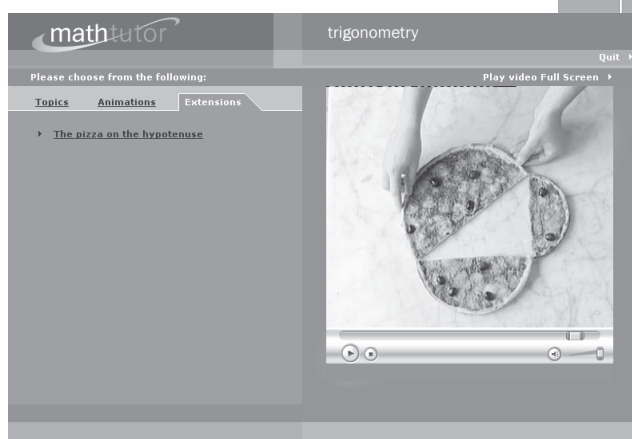 mathtutor
trigonometry
Quit
Please choose from the following:
Play video Full Screen
Topics
Animations
Extensions
The pizza on the hypotenuse